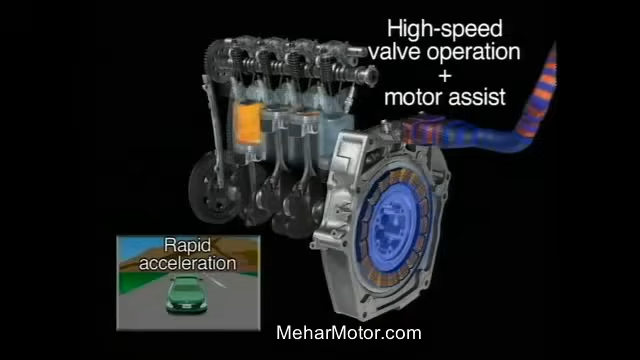 High-speed
valve operation
+
motor assist
Rapid
acceleration
MeharMotor.com